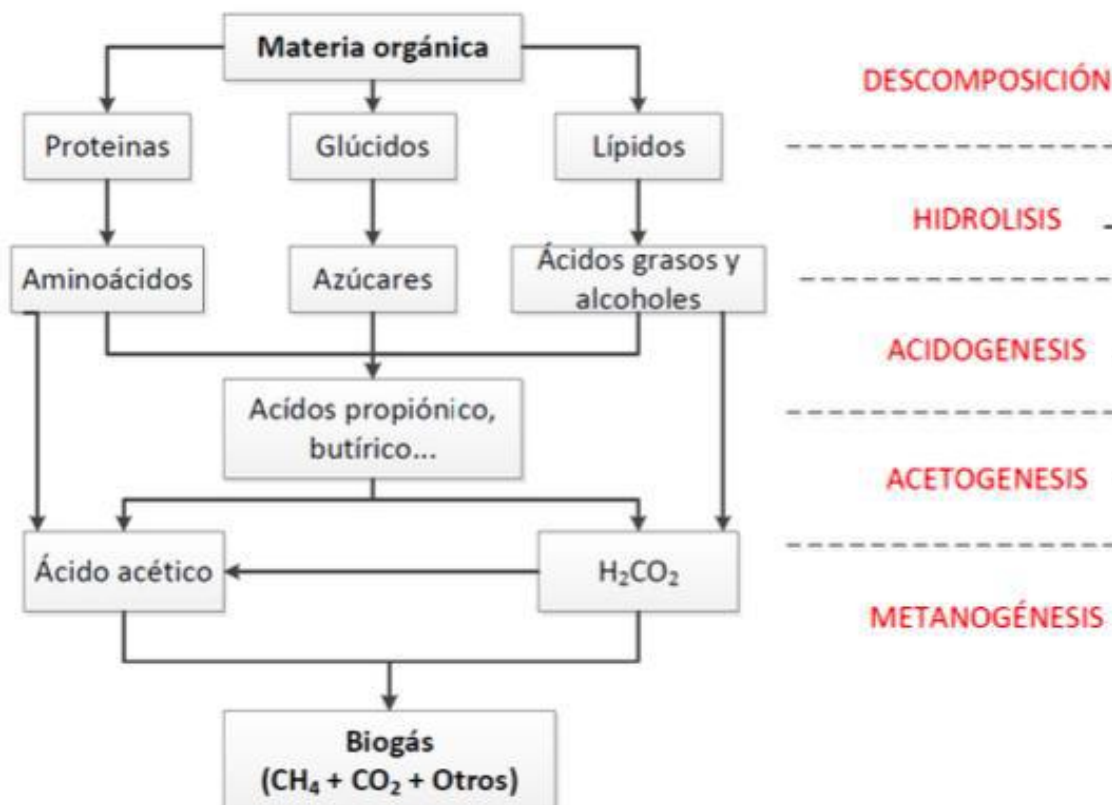 Materia orgánica
DESCOMPOSICIÓN
Proteinas
Glúcidos
Lípidos
HIDROLISIS
Aminoácidos
Azúcares
Ácidos grasos y
alcoholes
ACIDOGENESIS
Acídos propiónico,
butírico...
ACETOGENESIS
Ácido acético
H₂CO₂
METANOGÉNESIS
Biogás
(CH₄ + CO₂ + Otros)